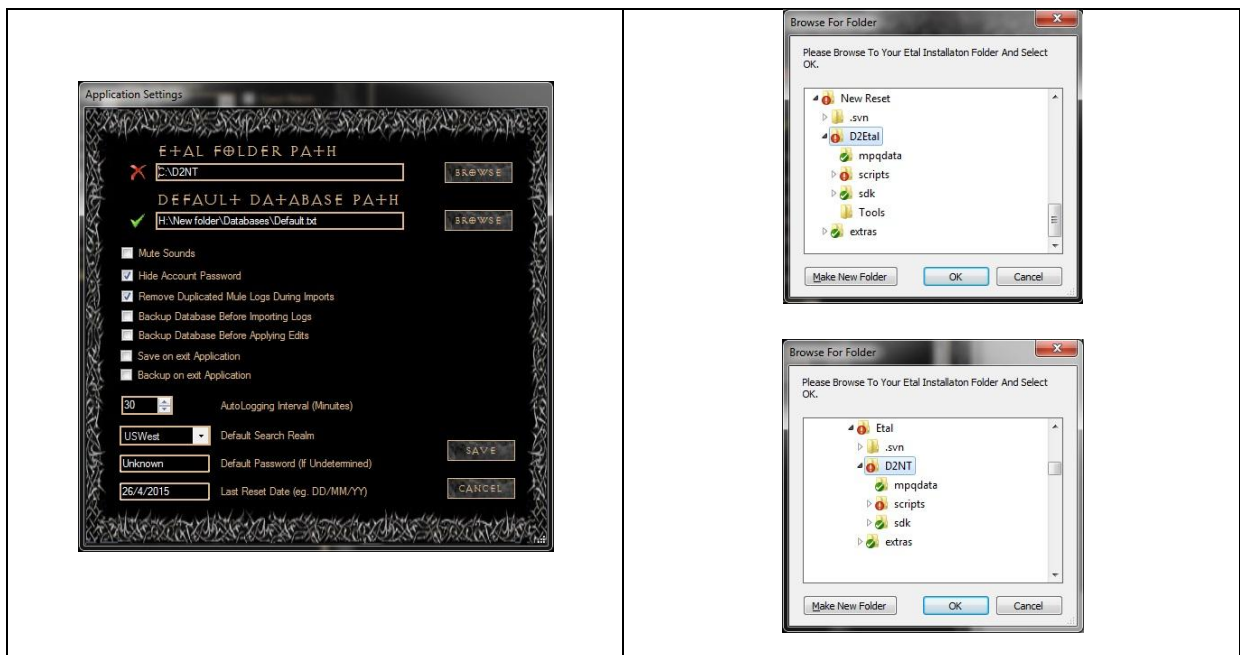 Application Settings
ETAL FOLDER PATH
C:\D2NT
BROWSE
DEFAULT DATABASE PATH
H:\New folder\Databases\Default.txt
BROWSE
Mute Sounds
Hide Account Password
Remove Duplicated Mule Logs During Imports
Backup Database Before Importing Logs
Backup Database Before Applying Edits
Save on exit Application
Backup on exit Application
30 AutoLogging Interval (Minuites)
USWest Default Search Realm
SAVE
Unknown Default Password (If Undetermined)
26/4/2015 Last Reset Date (eg. DD/MM/YY)
CANCEL
Browse For Folder
Please Browse To Your Etal Installaton Folder And Select
OK.
New Reset
.svn
D2Etal
mpqdata
scripts
sdk
Tools
extras
Make New Folder OK Cancel
Browse For Folder
Please Browse To Your Etal Installaton Folder And Select
OK.
Etal
.svn
D2NT
mpqdata
scripts
sdk
extras
Make New Folder OK Cancel